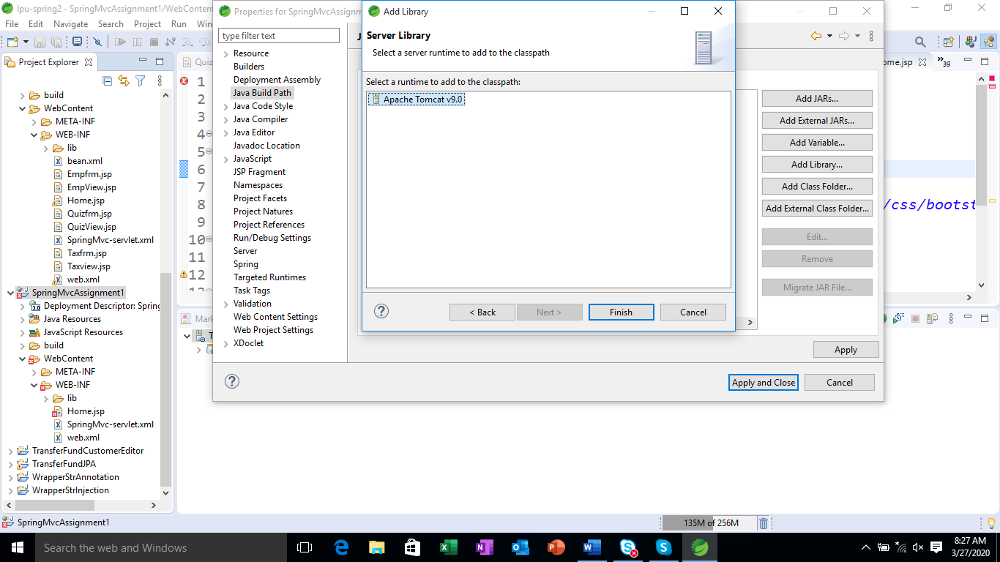 lpu-spring2 - SpringMvcAssignment1/WebContent
File Edit Navigate Search Project Run Win
Project Explorer
build
WebContent
META-INF
WEB-INF
lib
bean.xml
Empfrm.jsp
EmpView.jsp
Home.jsp
Quizfrm.jsp
QuizView.jsp
SpringMvc-servlet.xml
Taxfrm.jsp
Taxview.jsp
web.xml
SpringMvcAssignment1
Deployment Descriptor: Spring
Java Resources
JavaScript Resources
build
WebContent
META-INF
WEB-INF
lib
Home.jsp
SpringMvc-servlet.xml
web.xml
TransferFundCustomerEditor
TransferFundJPA
WrapperStrAnnotation
WrapperStrInjection
Quiz
1
2
3
4
5
6
7
8
9
10
11
12
Mark
T
Properties for SpringMvcAssignm
type filter text
Resource
Builders
Deployment Assembly
Java Build Path
Java Code Style
Java Compiler
Java Editor
Javadoc Location
JavaScript
JSP Fragment
Namespaces
Project Facets
Project Natures
Project References
Run/Debug Settings
Server
Spring
Targeted Runtimes
Task Tags
Validation
Web Content Settings
Web Project Settings
XDoclet
J
Add Library
Server Library
Select a server runtime to add to the classpath
Select a runtime to add to the classpath:
Apache Tomcat v9.0
< Back Next > Finish Cancel
Add JARs...
Add External JARs...
Add Variable...
Add Library...
Add Class Folder...
Add External Class Folder...
Edit...
Remove
Migrate JAR File...
Apply
Apply and Close Cancel
ome.jsp
39
/css/bootst
SpringMvcAssignment1
135M of 256M
Search the web and Windows
8:27 AM
3/27/2020